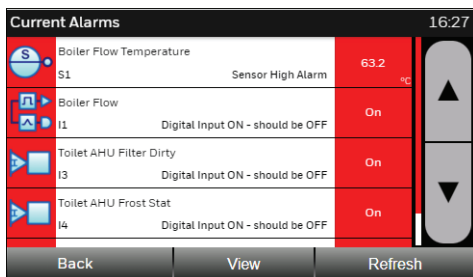 Current Alarms 16:27
S Boiler Flow Temperature
S1 Sensor High Alarm 63.2 °C
Boiler Flow
I1 Digital Input ON - should be OFF On
Toilet AHU Filter Dirty
I3 Digital Input ON - should be OFF On
Toilet AHU Frost Stat
I4 Digital Input ON - should be OFF On
Back View Refresh